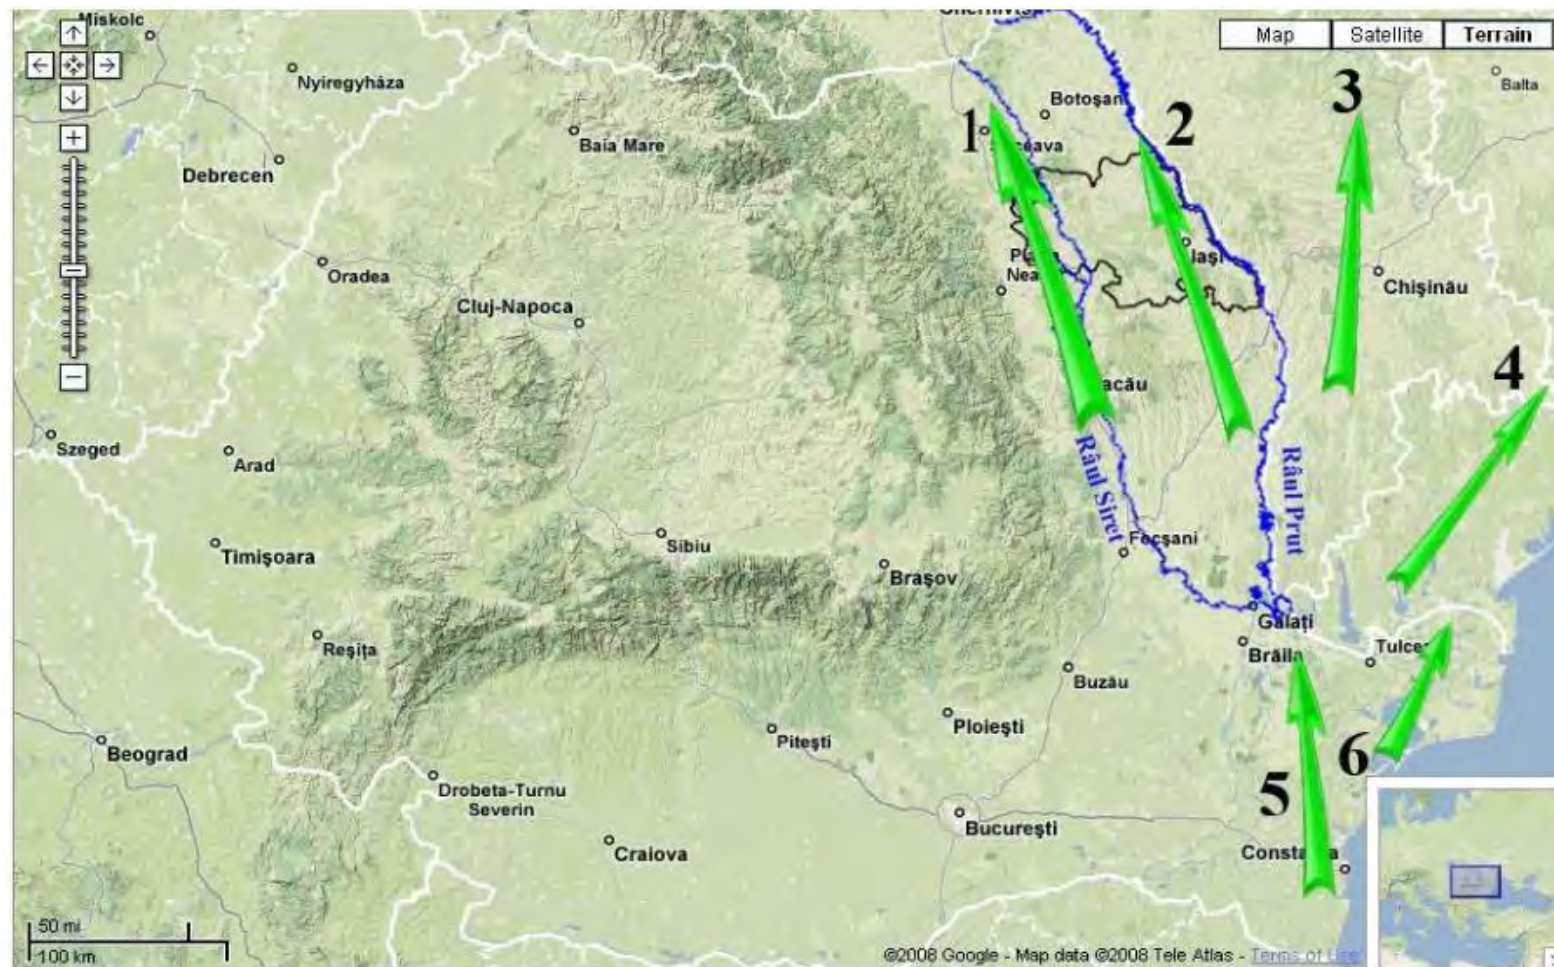 Miskolc
Map
Satellite
Terrain
Nyíregyháza
Balta
3
Botoşani
1
2
Baia Mare
Debrecen
Iaşi
Oradea
Chişinău
Cluj-Napoca
4
Szeged
Arad
Râul Siret
Râul Prut
Focşani
Sibiu
Timişoara
Braşov
Galaţi
Reşiţa
Brăila
Buzău
Ploieşti
Piteşti
Beograd
6
5
Drobeta-Turnu
Severin
Bucureşti
Craiova
50 mi
100 km
©2008 Google - Map data ©2008 Tele Atlas - Terms of Use